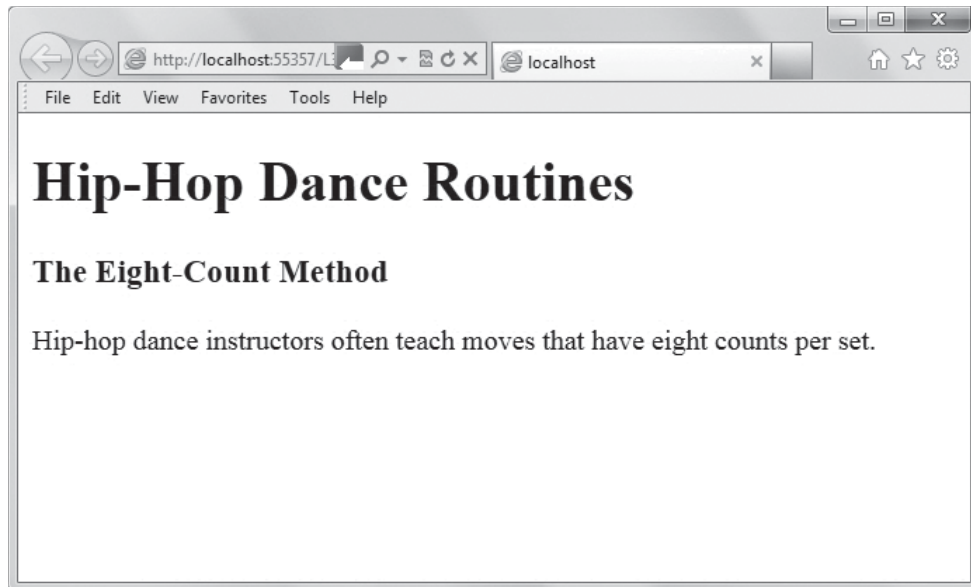 http://localhost:55357/L
localhost
File Edit View Favorites Tools Help
Hip-Hop Dance Routines
The Eight-Count Method
Hip-hop dance instructors often teach moves that have eight counts per set.